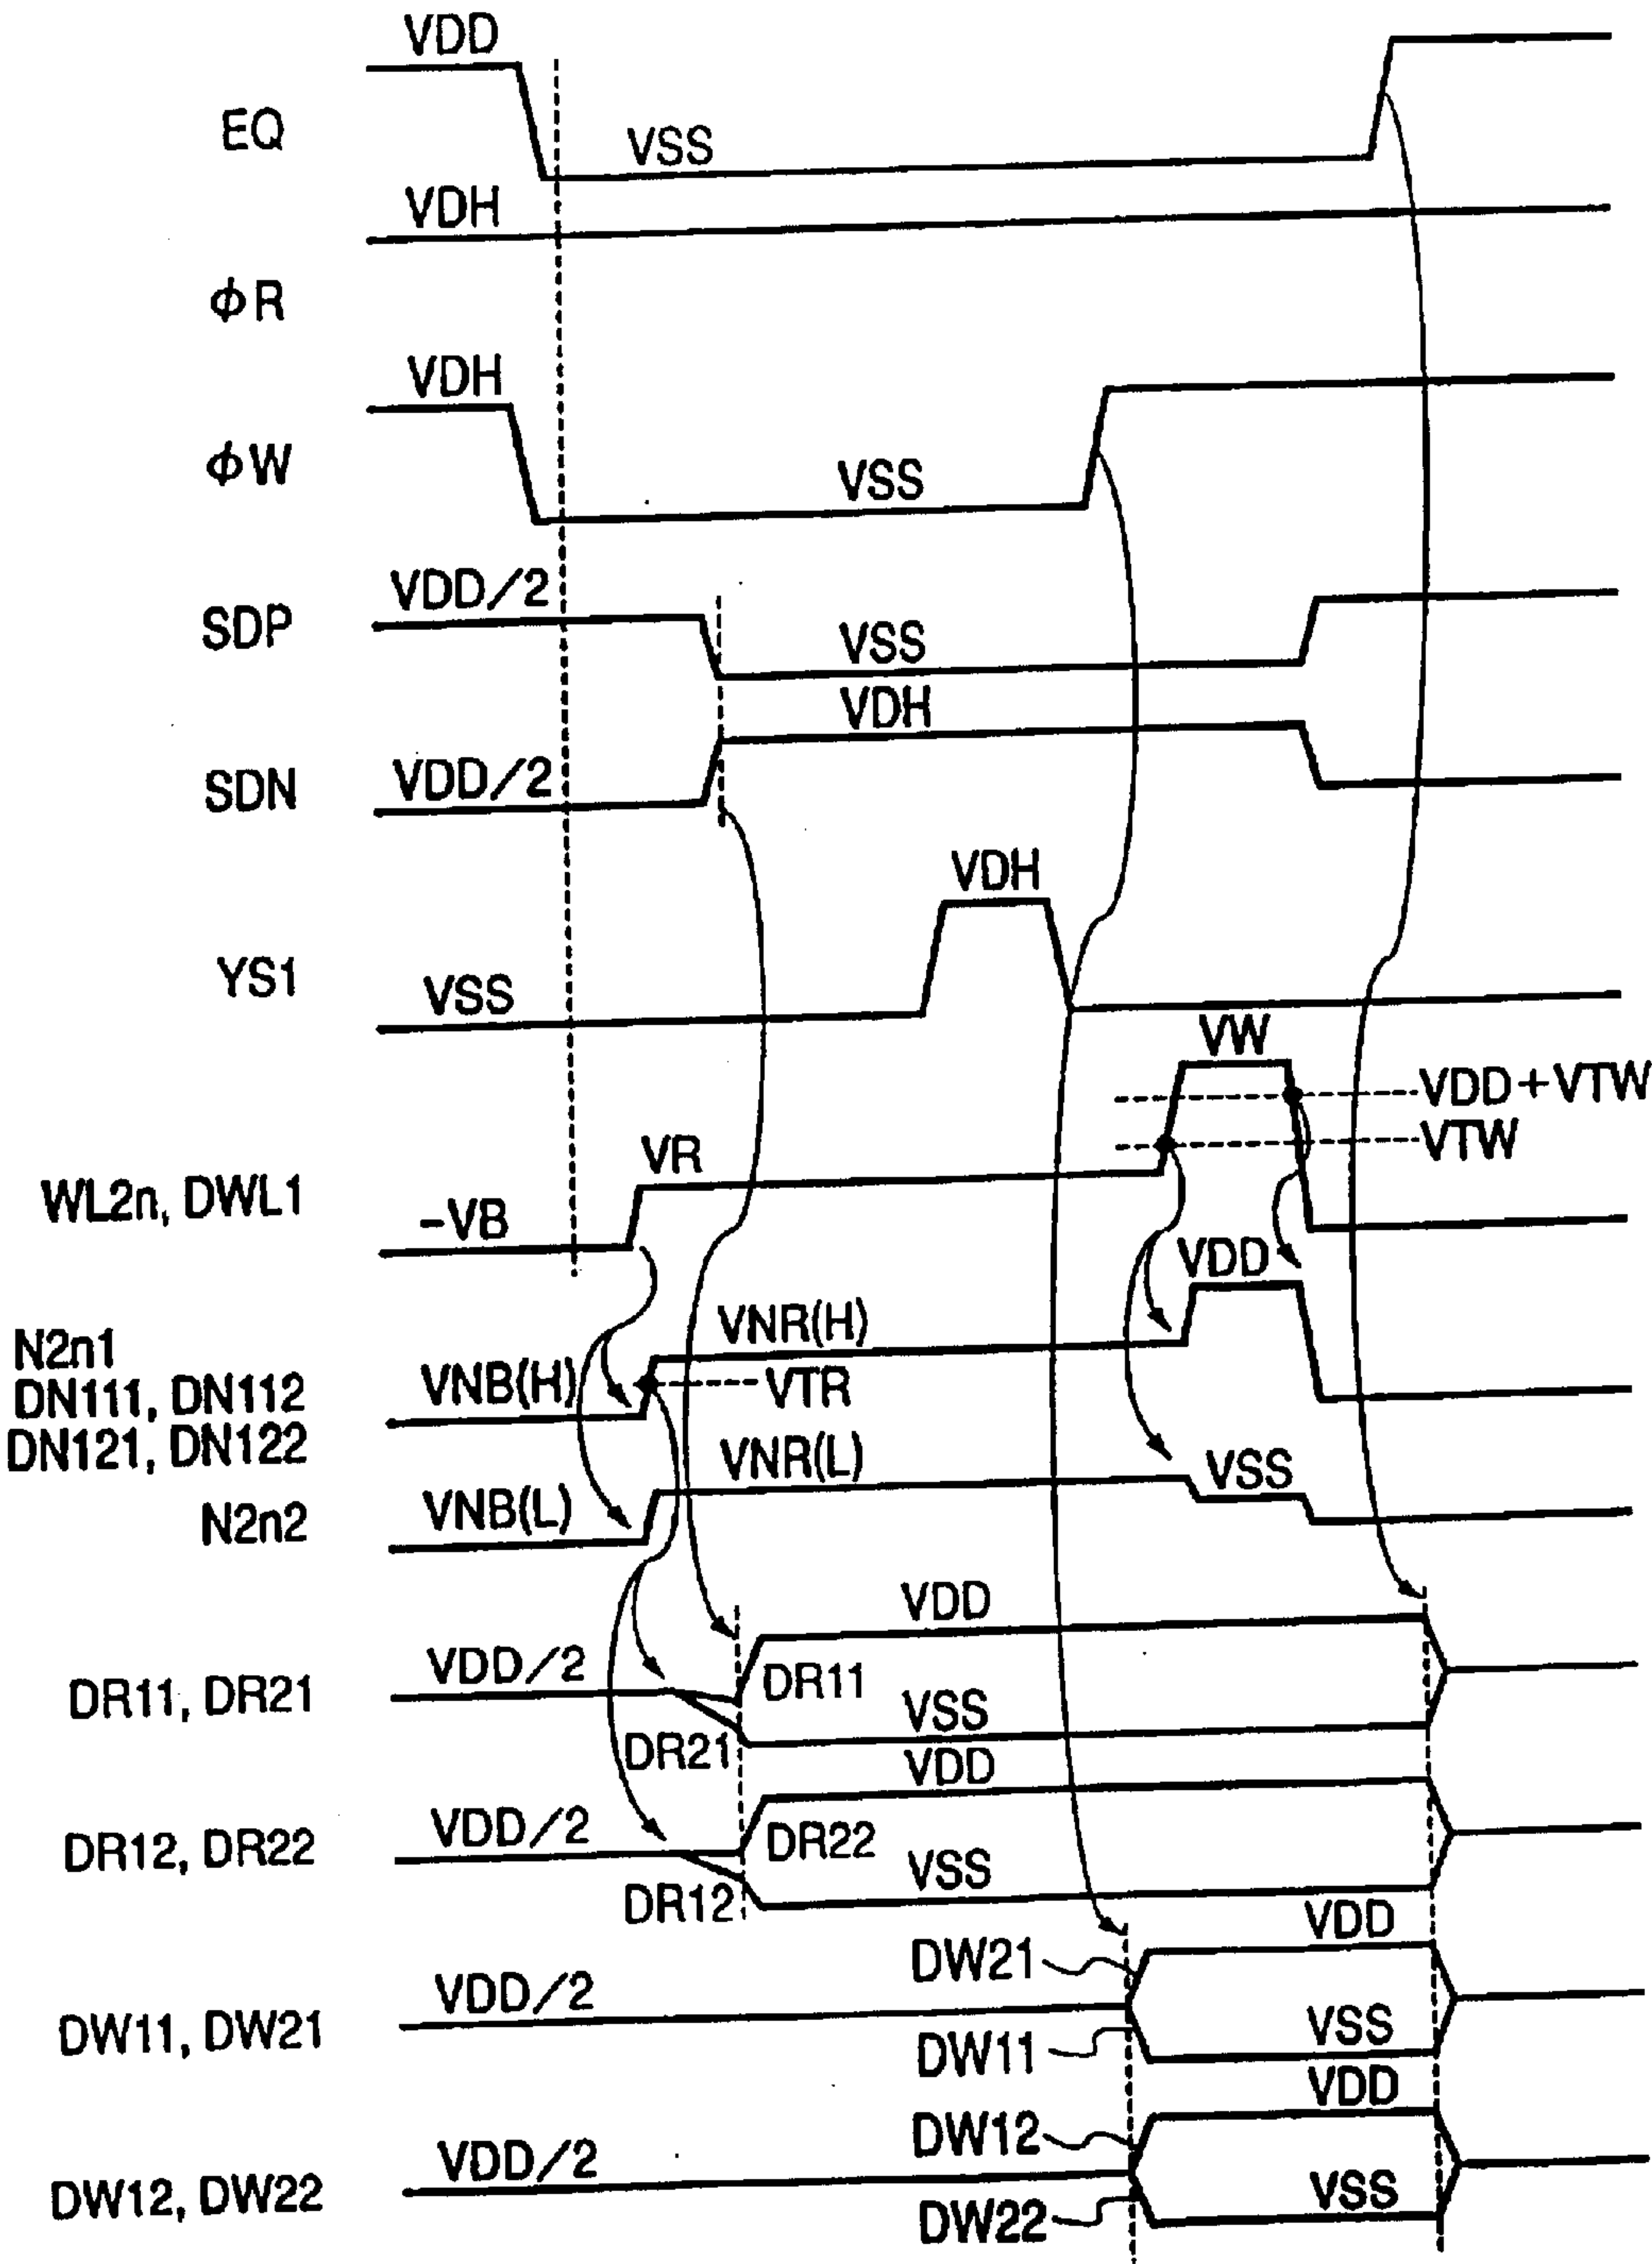 VDD
EQ
VSS
VDH
ϕR
VDH
ϕW
VSS
VDD/2
SDP
VSS
VDH
SDN
VDD/2
VDH
YS1
VSS
VW
VDD+VTW
VTW
VR
WL2n, DWL1
-VB
VDD
N2n1
DN111, DN112
DN121, DN122
VNR(H)
VNB(H)
VTR
VNR(L)
VSS
N2n2
VNB(L)
VDD
VDD/2
DR11, DR21
DR11
VSS
DR21
VDD
VDD/2
DR12, DR22
DR22
VSS
DR12
VDD
DW21
VDD/2
DW11, DW21
VSS
DW11
VDD
DW12
VDD/2
DW12, DW22
VSS
DW22